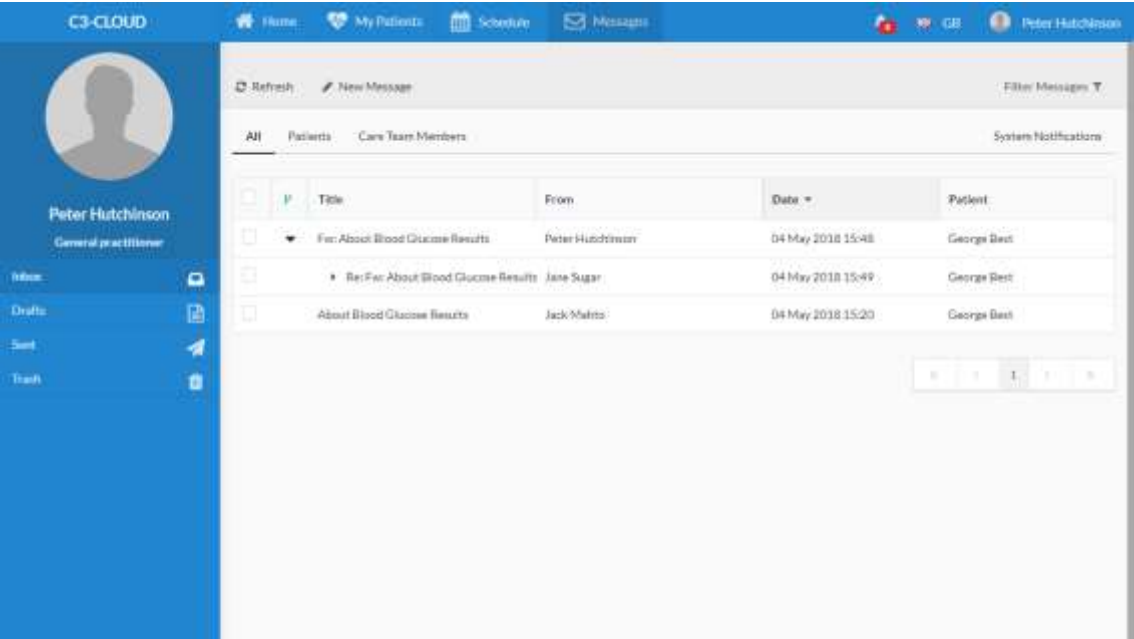 C3-CLOUD
Home My Patients Schedule Messages GB Peter Hutchinson
Refresh New Message Filter Messages
All Patients Care Team Members System Notifications
Peter Hutchinson
General practitioner
Inbox
Drafts
Sent
Trash
P Title From Date Patient
Fw: About Blood Glucose Results Peter Hutchinson 04 May 2018 15:48 George Best
Re: Fw: About Blood Glucose Results Jane Sugar 04 May 2018 15:49 George Best
About Blood Glucose Results 04 May 2018 15:20 George Best
1